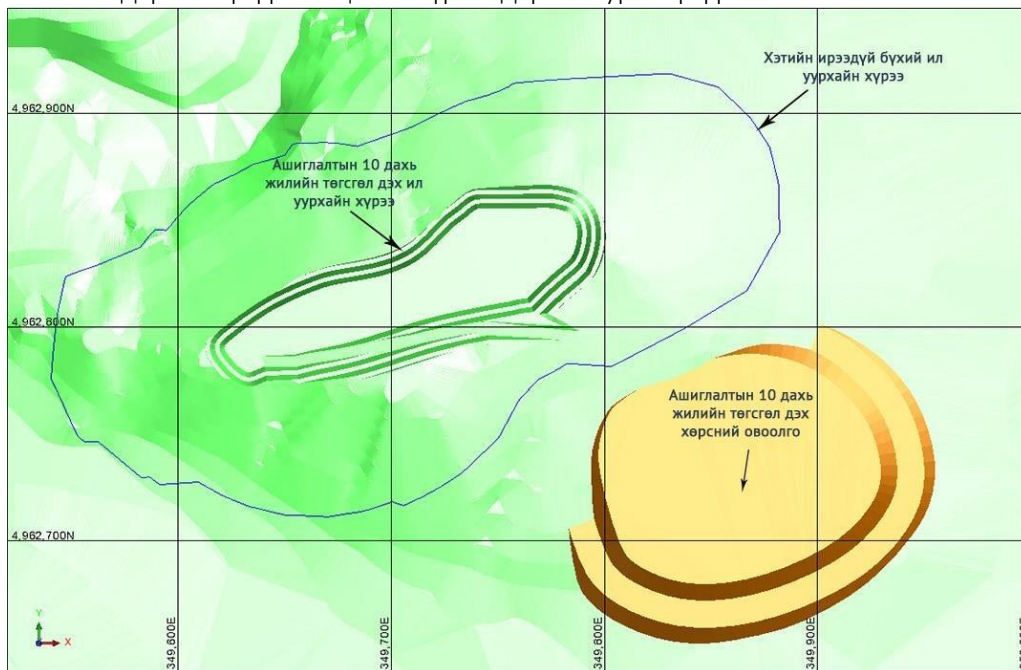 Хэтийн ирээдүй бүхий ил
уурхайн хүрээ
4,962,900N
Ашиглалтын 10 дахь
жилийн төгсгөл дэх ил
уурхайн хүрээ
4,962,800N
Ашиглалтын 10 дахь
жилийн төгсгөл дэх
хөрсний овоолго
4,962,700N
349,600E
349,700E
349,800E
349,900E
Y
X